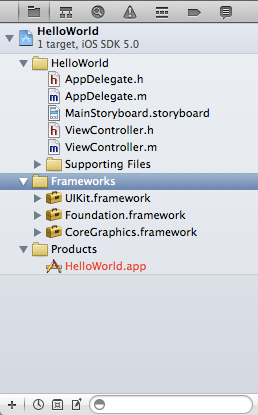 HelloWorld
1 target, iOS SDK 5.0
HelloWorld
AppDelegate.h
AppDelegate.m
MainStoryboard.storyboard
ViewController.h
ViewController.m
Supporting Files
Frameworks
UIKit.framework
Foundation.framework
CoreGraphics.framework
Products
HelloWorld.app